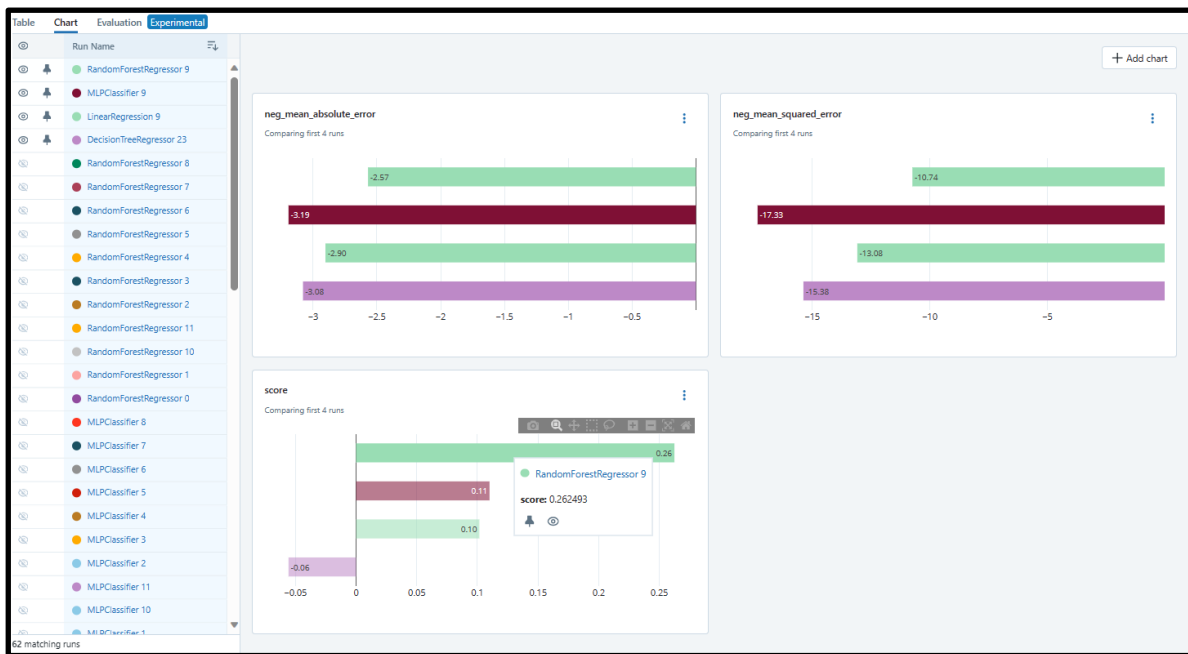 Table Chart Evaluation Experimental
Run Name
RandomForestRegressor 9
MLPClassifier 9
LinearRegression 9
DecisionTreeRegressor 23
RandomForestRegressor 8
RandomForestRegressor 7
RandomForestRegressor 6
RandomForestRegressor 5
RandomForestRegressor 4
RandomForestRegressor 3
RandomForestRegressor 2
RandomForestRegressor 11
RandomForestRegressor 10
RandomForestRegressor 1
RandomForestRegressor 0
MLPClassifier 8
MLPClassifier 7
MLPClassifier 6
MLPClassifier 5
MLPClassifier 4
MLPClassifier 3
MLPClassifier 2
MLPClassifier 11
MLPClassifier 10
MLPClassifier 1
62 matching runs
+ Add chart
neg_mean_absolute_error
Comparing first 4 runs
-2.57
-3.19
-2.90
-3.08
−3 −2.5 −2 −1.5 −1 −0.5
neg_mean_squared_error
Comparing first 4 runs
-10.74
-17.33
-13.08
-15.38
−15 −10 −5
score
Comparing first 4 runs
0.26
0.11
0.10
-0.06
RandomForestRegressor 9
score: 0.262493
−0.05 0 0.05 0.1 0.15 0.2 0.25